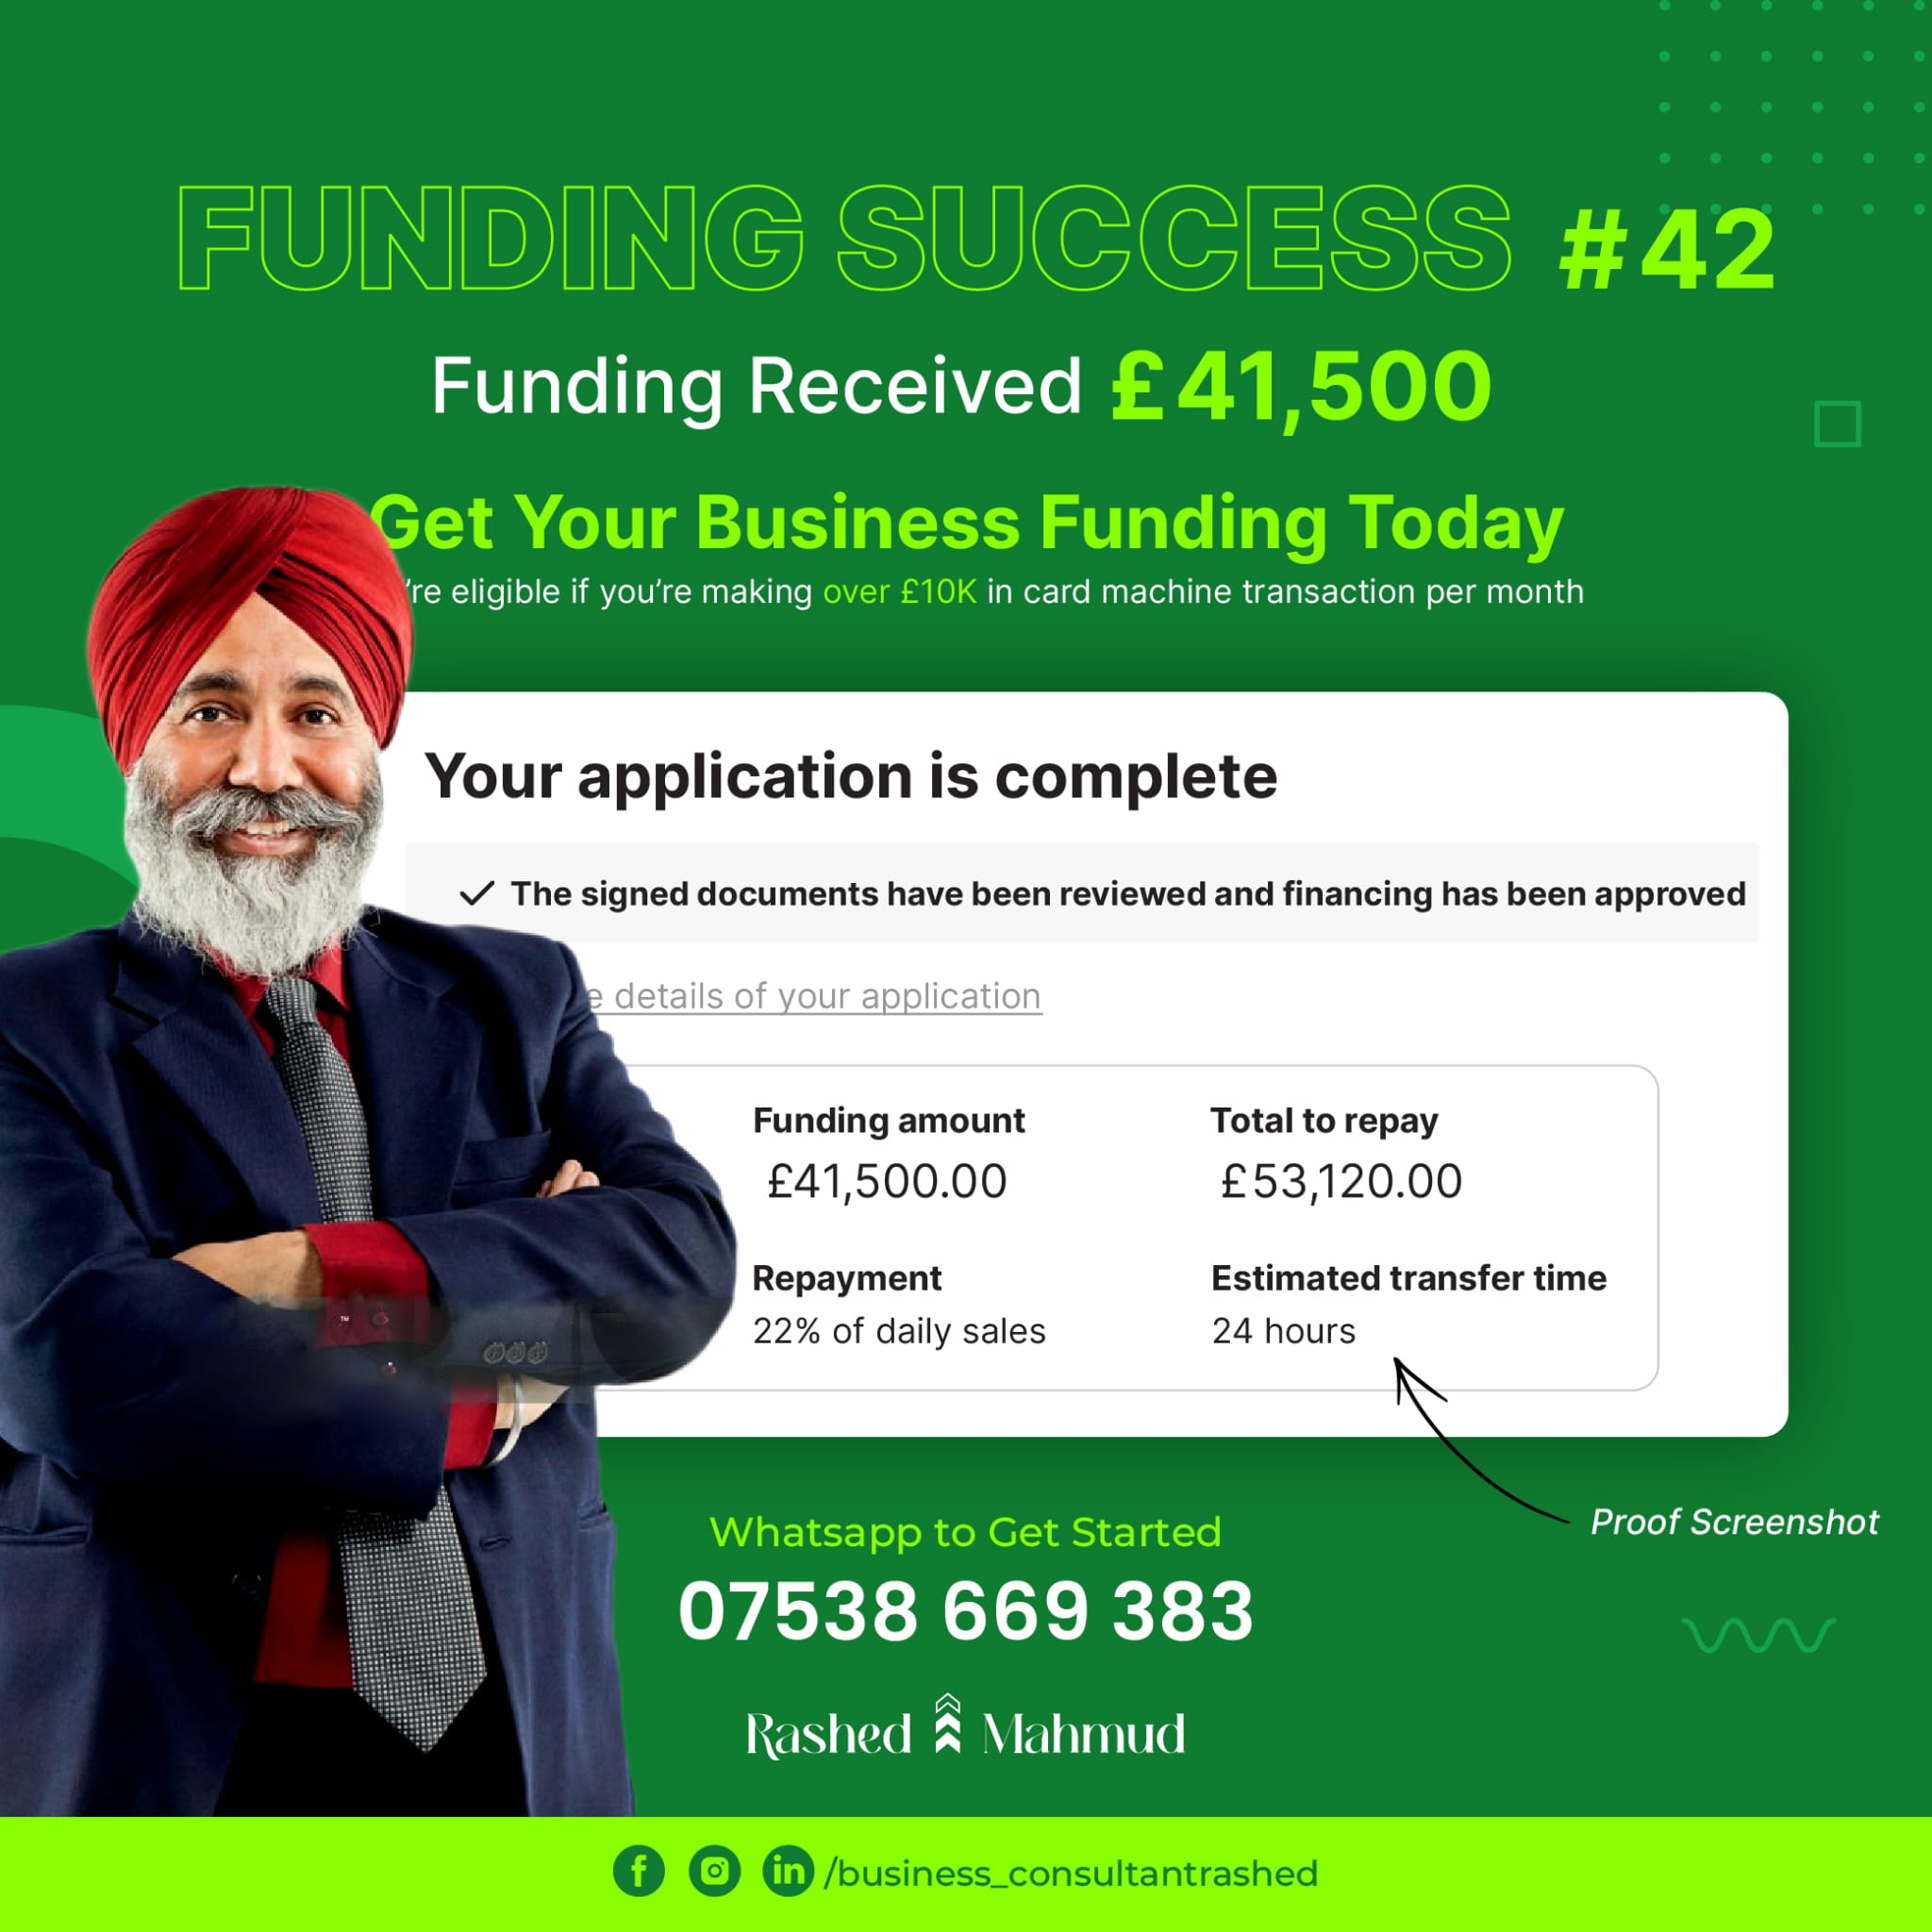 FUNDING SUCCESS #42
Funding Received £41,500
Get Your Business Funding Today
're eligible if you're making over £10K in card machine transaction per month
Your application is complete
The signed documents have been reviewed and financing has been approved
e details of your application
Funding amount
£41,500.00
Total to repay
£53,120.00
Repayment
22% of daily sales
Estimated transfer time
24 hours
Proof Screenshot
Whatsapp to Get Started
07538 669 383
Rashed Mahmud
/business_consultantrashed